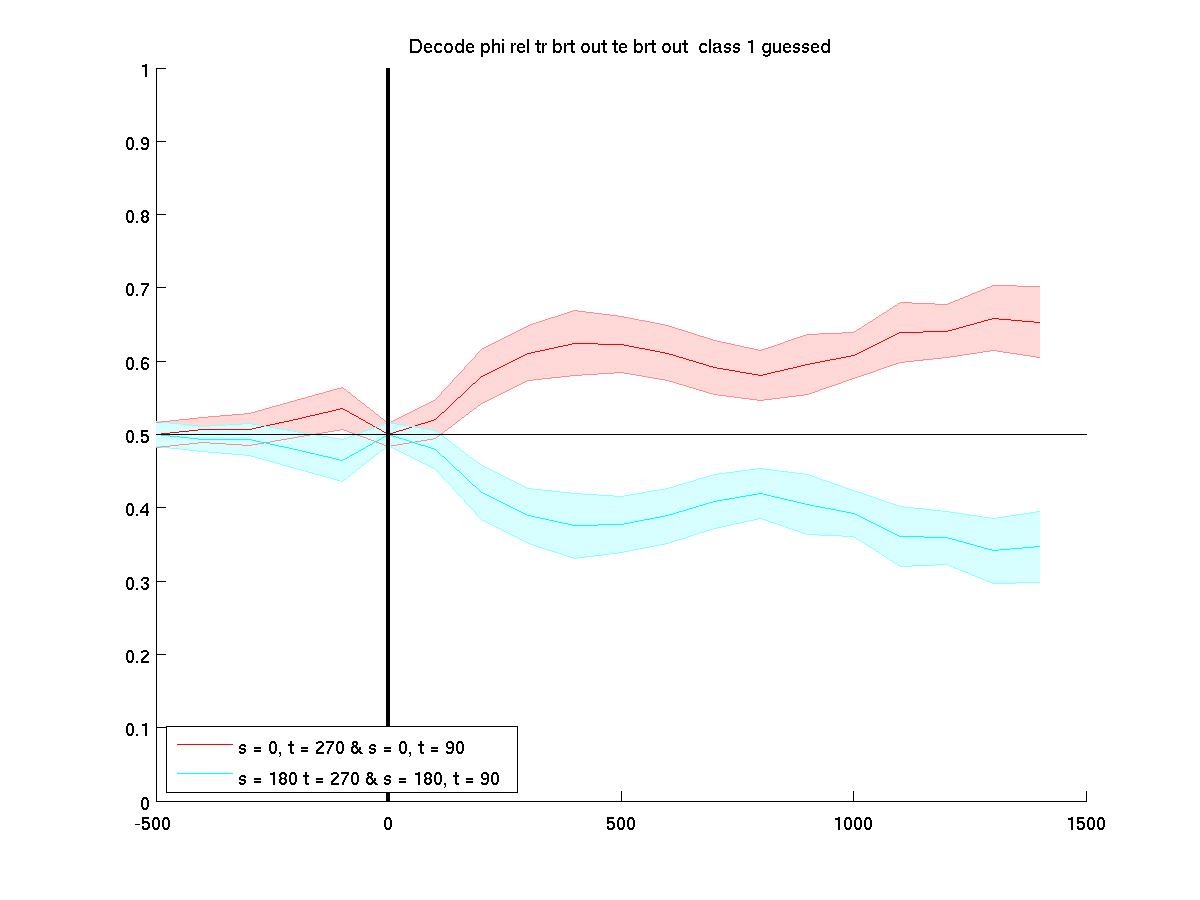 Decode phi rel tr brt out te brt out  class 1 guessed
1
0.9
0.8
0.7
0.6
0.5
0.4
0.3
0.2
0.1
0
s = 0, t = 270 & s = 0, t = 90
s = 180 t = 270 & s = 180, t = 90
-500 0 500 1000 1500